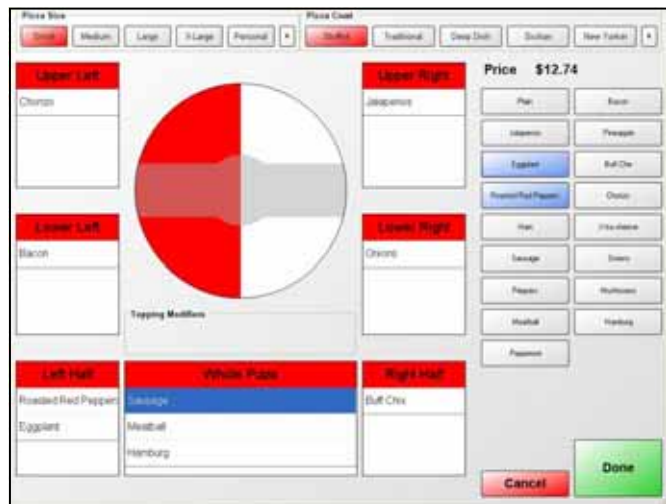 Pizza Size
Pizza Crust
Small
Medium
Large
X-Large
Personal
Stuffed
Traditional
Deep Dish
Sicilian
New Yorker
Upper Left
Chorizo
Upper Right
Jalapenos
Price $12.74
Plain
Bacon
Jalapenos
Pineapple
Eggplant
Buff Chix
Roasted Red Peppers
Chorizo
Ham
Xtra cheese
Sausage
Onions
Peppers
Mushrooms
Meatball
Hamburg
Pepperoni
Lower Left
Bacon
Lower Right
Onions
Topping Modifiers
Left Half
Roasted Red Peppers
Eggplant
Whole Pizza
Sausage
Meatball
Hamburg
Right Half
Buff Chix
Cancel
Done